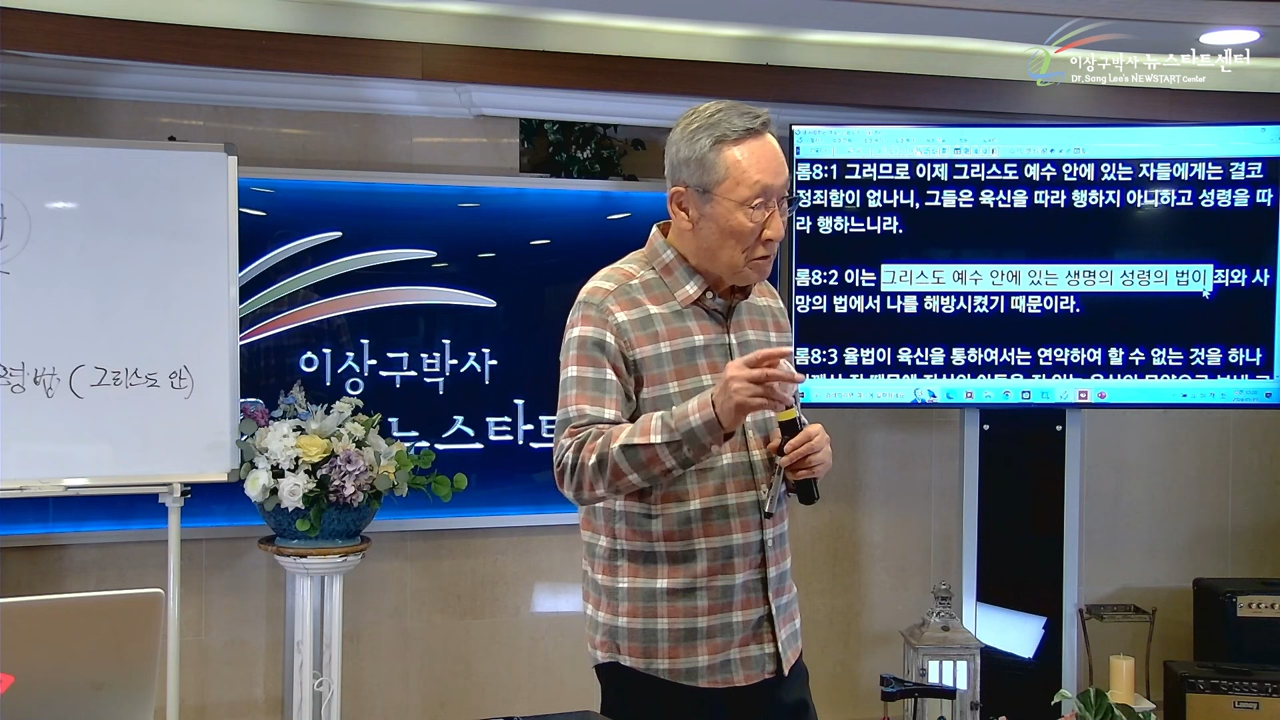 이상구박사 뉴스타트센터
Dr. Sang Lee's NEWSTART Center
롬8:1 그러므로 이제 그리스도 예수 안에 있는 자들에게는 결코
정죄함이 없나니, 그들은 육신을 따라 행하지 아니하고 성령을 따
라 행하느니라.
롬8:2 이는 그리스도 예수 안에 있는 생명의 성령의 법이 죄와 사
망의 법에서 나를 해방시켰기 때문이라.
롬8:3 율법이 육신을 통하여서는 연약하여 할 수 없는 것을 하나
법 (그리스도 안)
이상구박사
뉴스타트
Laney